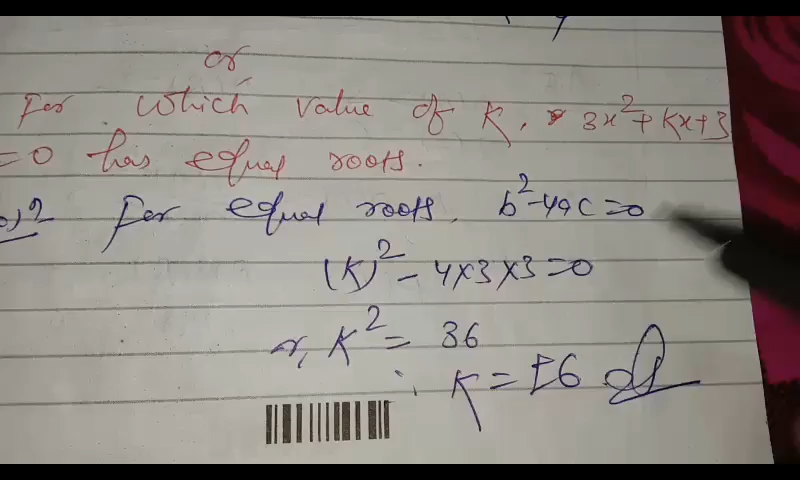 or
For which value of K, 3x²+Kx+3
=0 has equal roots.
For equal roots, b²-4ac=0
(K)²-4×3×3=0
or, K²= 36
∴ K=±6